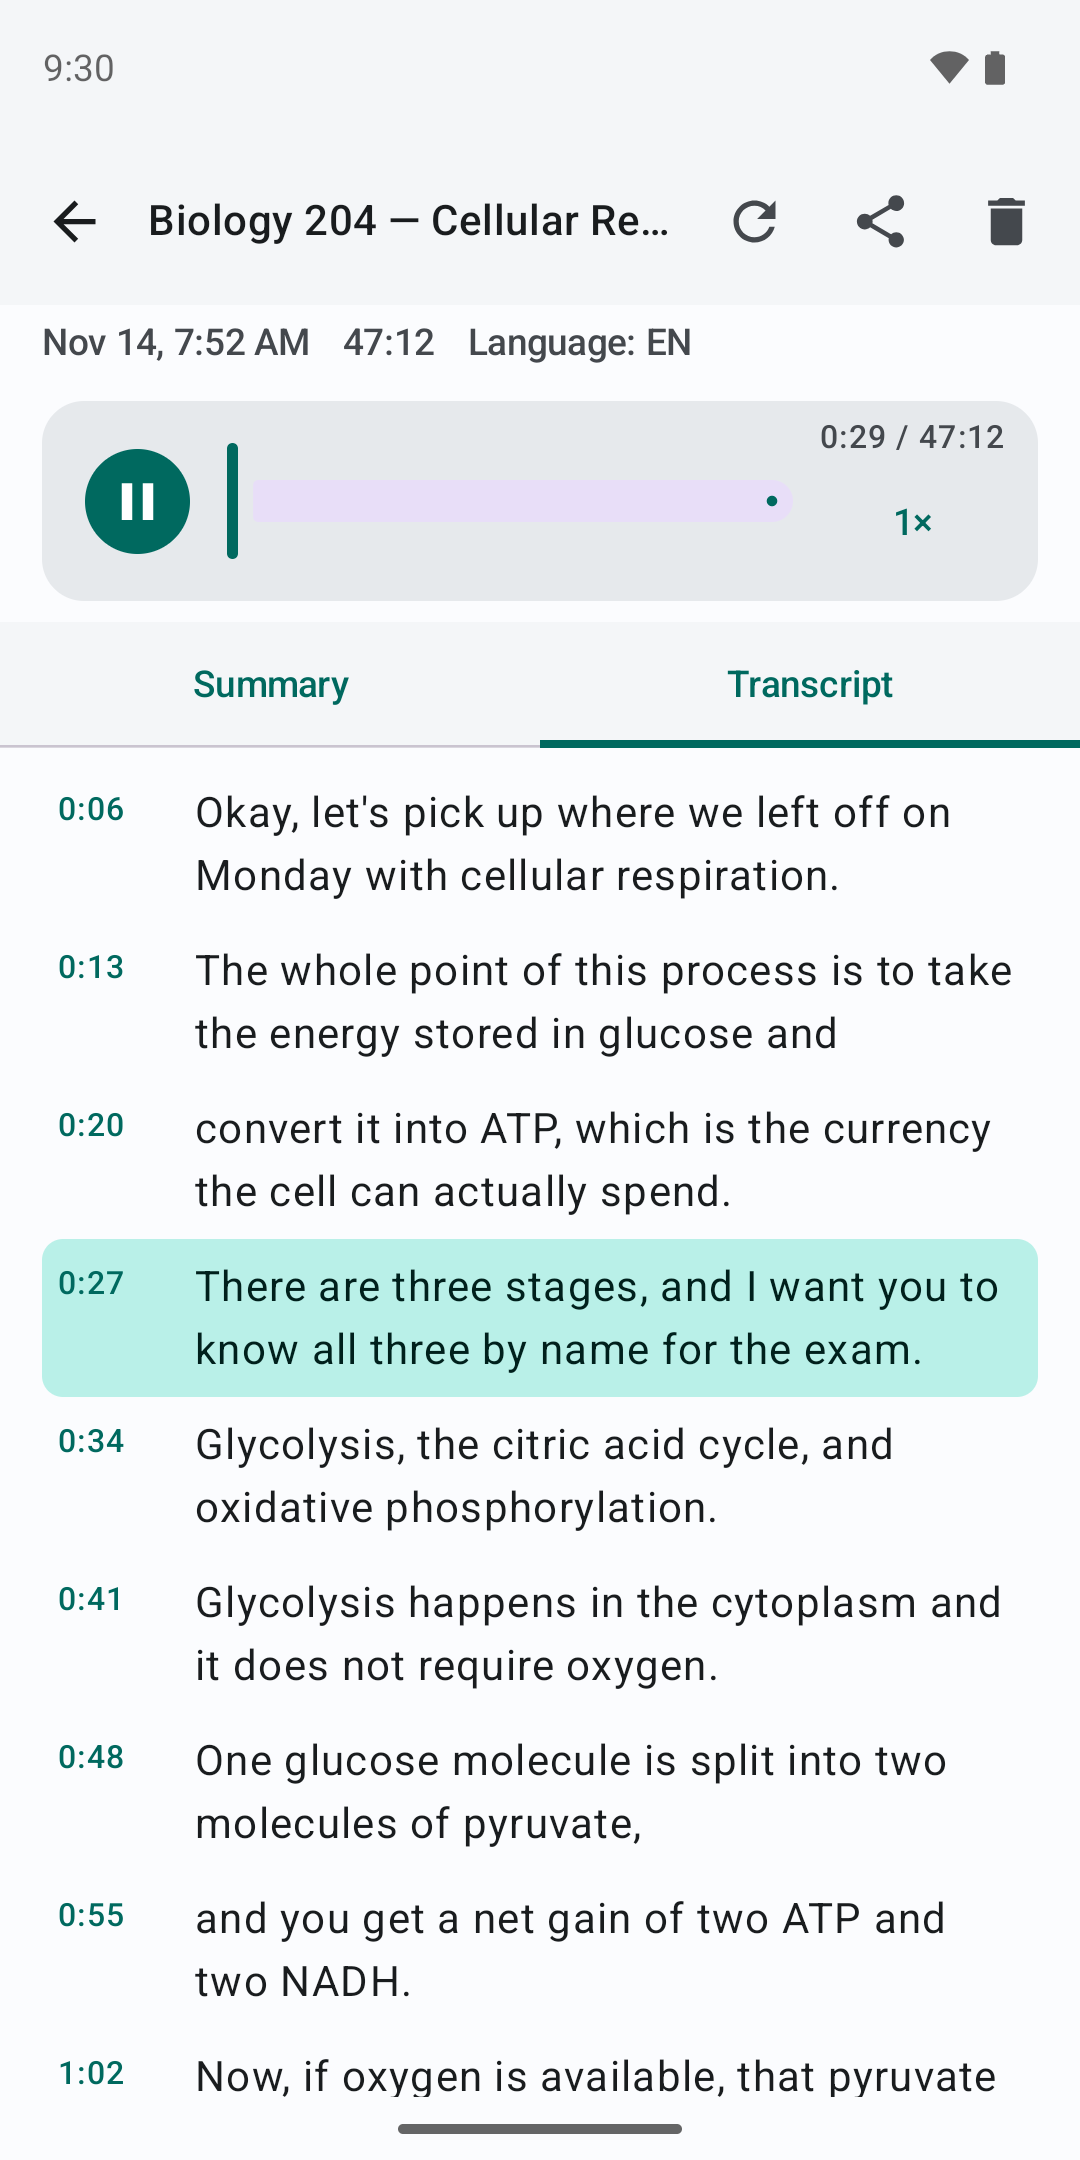 9:30
Biology 204 — Cellular Re...
Nov 14, 7:52 AM 47:12 Language: EN
0:29 / 47:12
1×
Summary Transcript
0:06 Okay, let's pick up where we left off on
Monday with cellular respiration.
0:13 The whole point of this process is to take
the energy stored in glucose and
0:20 convert it into ATP, which is the currency
the cell can actually spend.
0:27 There are three stages, and I want you to
know all three by name for the exam.
0:34 Glycolysis, the citric acid cycle, and
oxidative phosphorylation.
0:41 Glycolysis happens in the cytoplasm and
it does not require oxygen.
0:48 One glucose molecule is split into two
molecules of pyruvate,
0:55 and you get a net gain of two ATP and
two NADH.
1:02 Now, if oxygen is available, that pyruvate